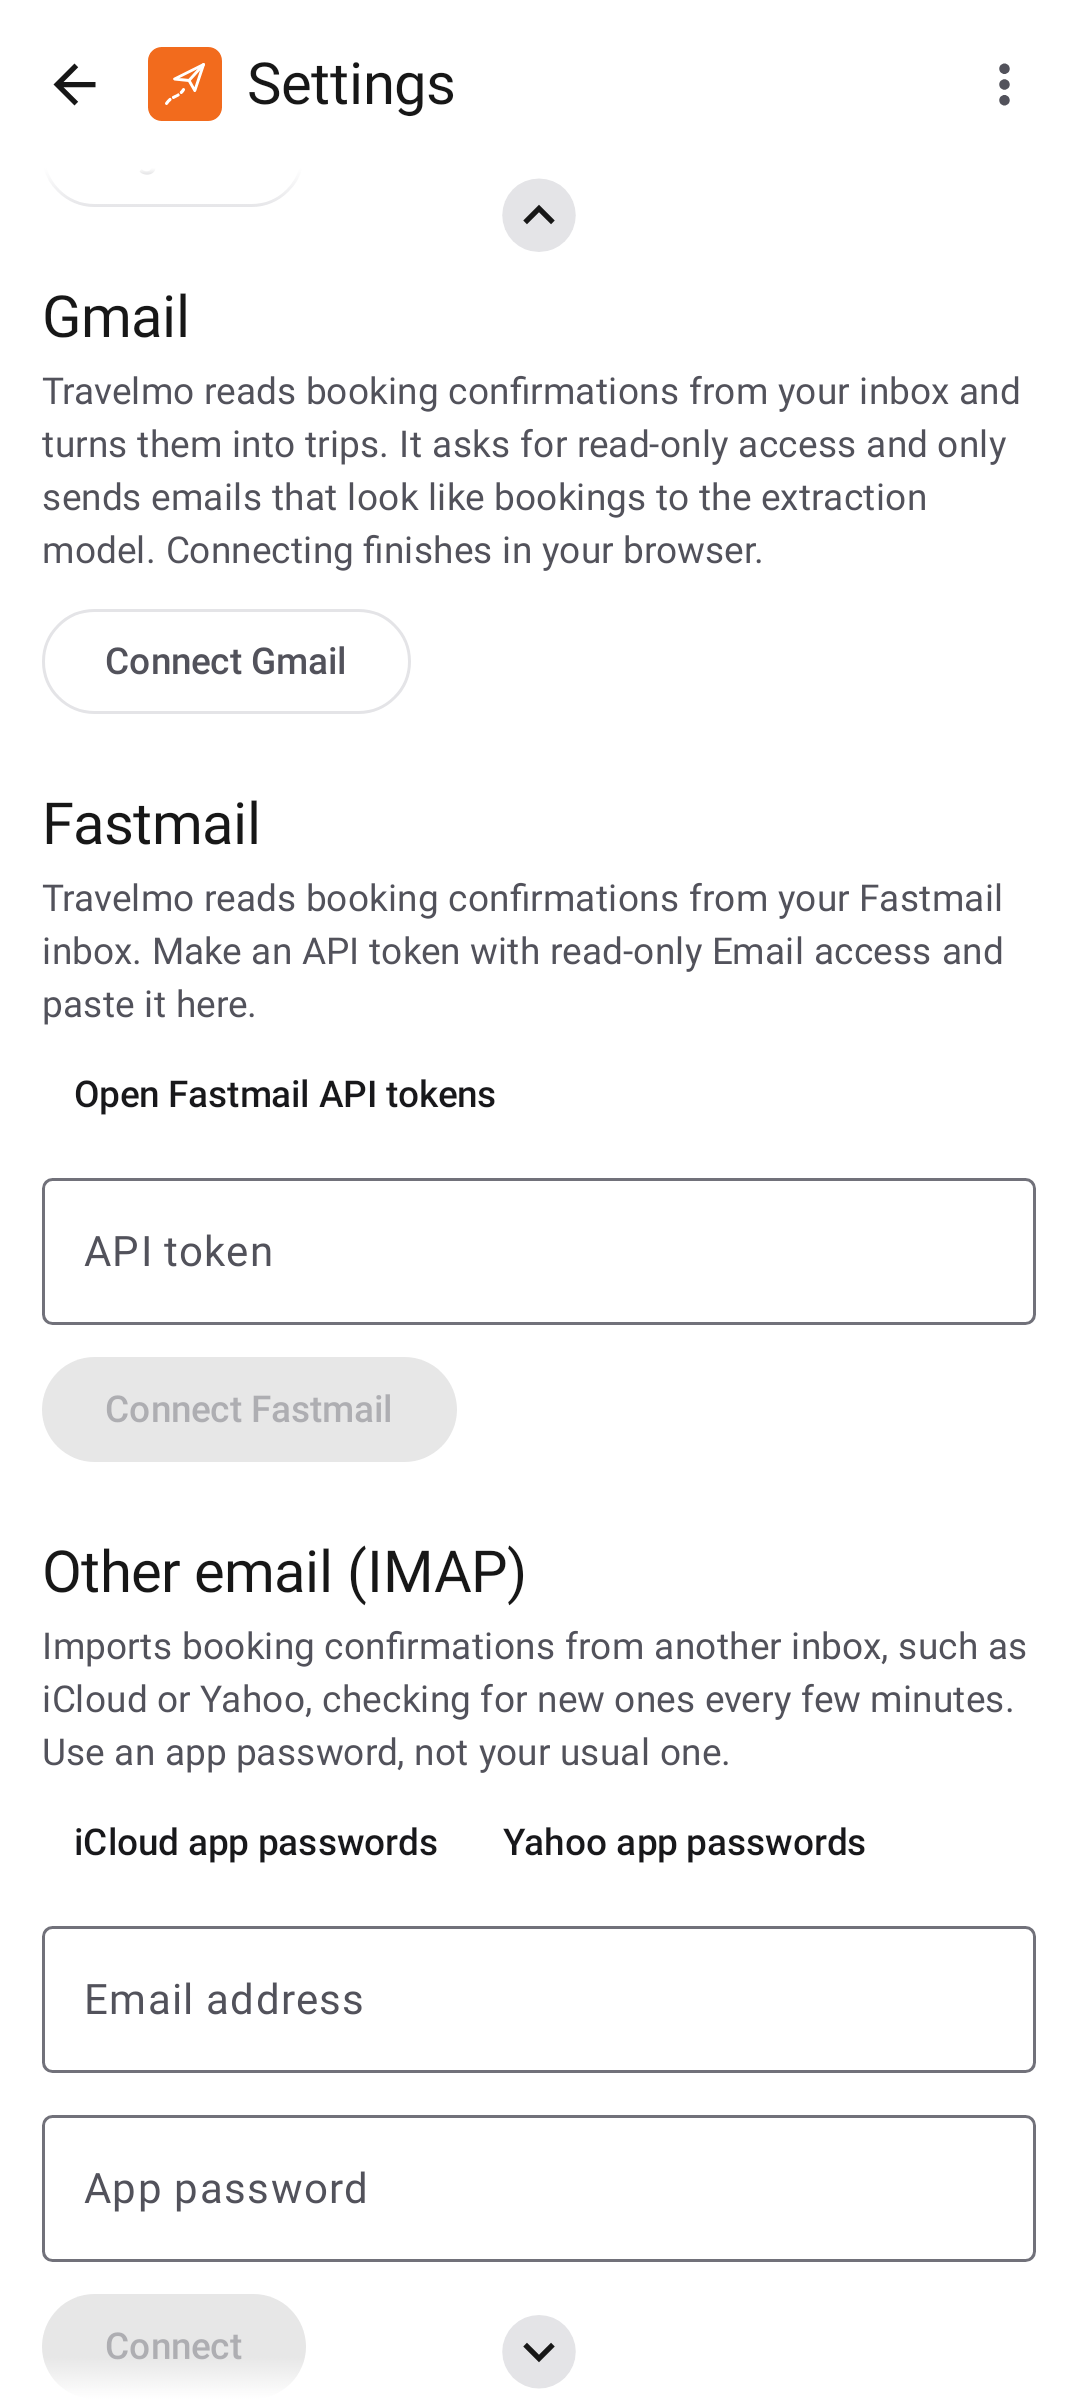 Settings
Gmail
Travelmo reads booking confirmations from your inbox and
turns them into trips. It asks for read-only access and only
sends emails that look like bookings to the extraction
model. Connecting finishes in your browser.
Connect Gmail
Fastmail
Travelmo reads booking confirmations from your Fastmail
inbox. Make an API token with read-only Email access and
paste it here.
Open Fastmail API tokens
API token
Connect Fastmail
Other email (IMAP)
Imports booking confirmations from another inbox, such as
iCloud or Yahoo, checking for new ones every few minutes.
Use an app password, not your usual one.
iCloud app passwords Yahoo app passwords
Email address
App password
Connect